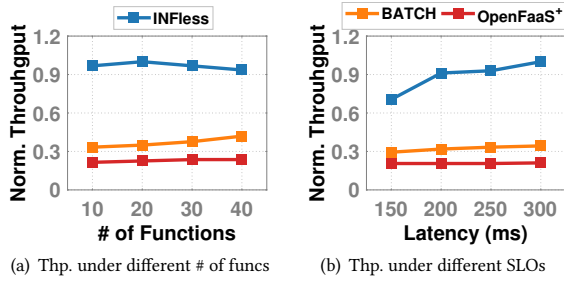 INFless
BATCH
OpenFaaS+
Norm. Throuhgput
1.2
0.9
0.6
0.3
0
10 20 30 40
# of Functions
(a) Thp. under different # of funcs
Norm. Throuhgput
1.2
0.9
0.6
0.3
0
150 200 250 300
Latency (ms)
(b) Thp. under different SLOs